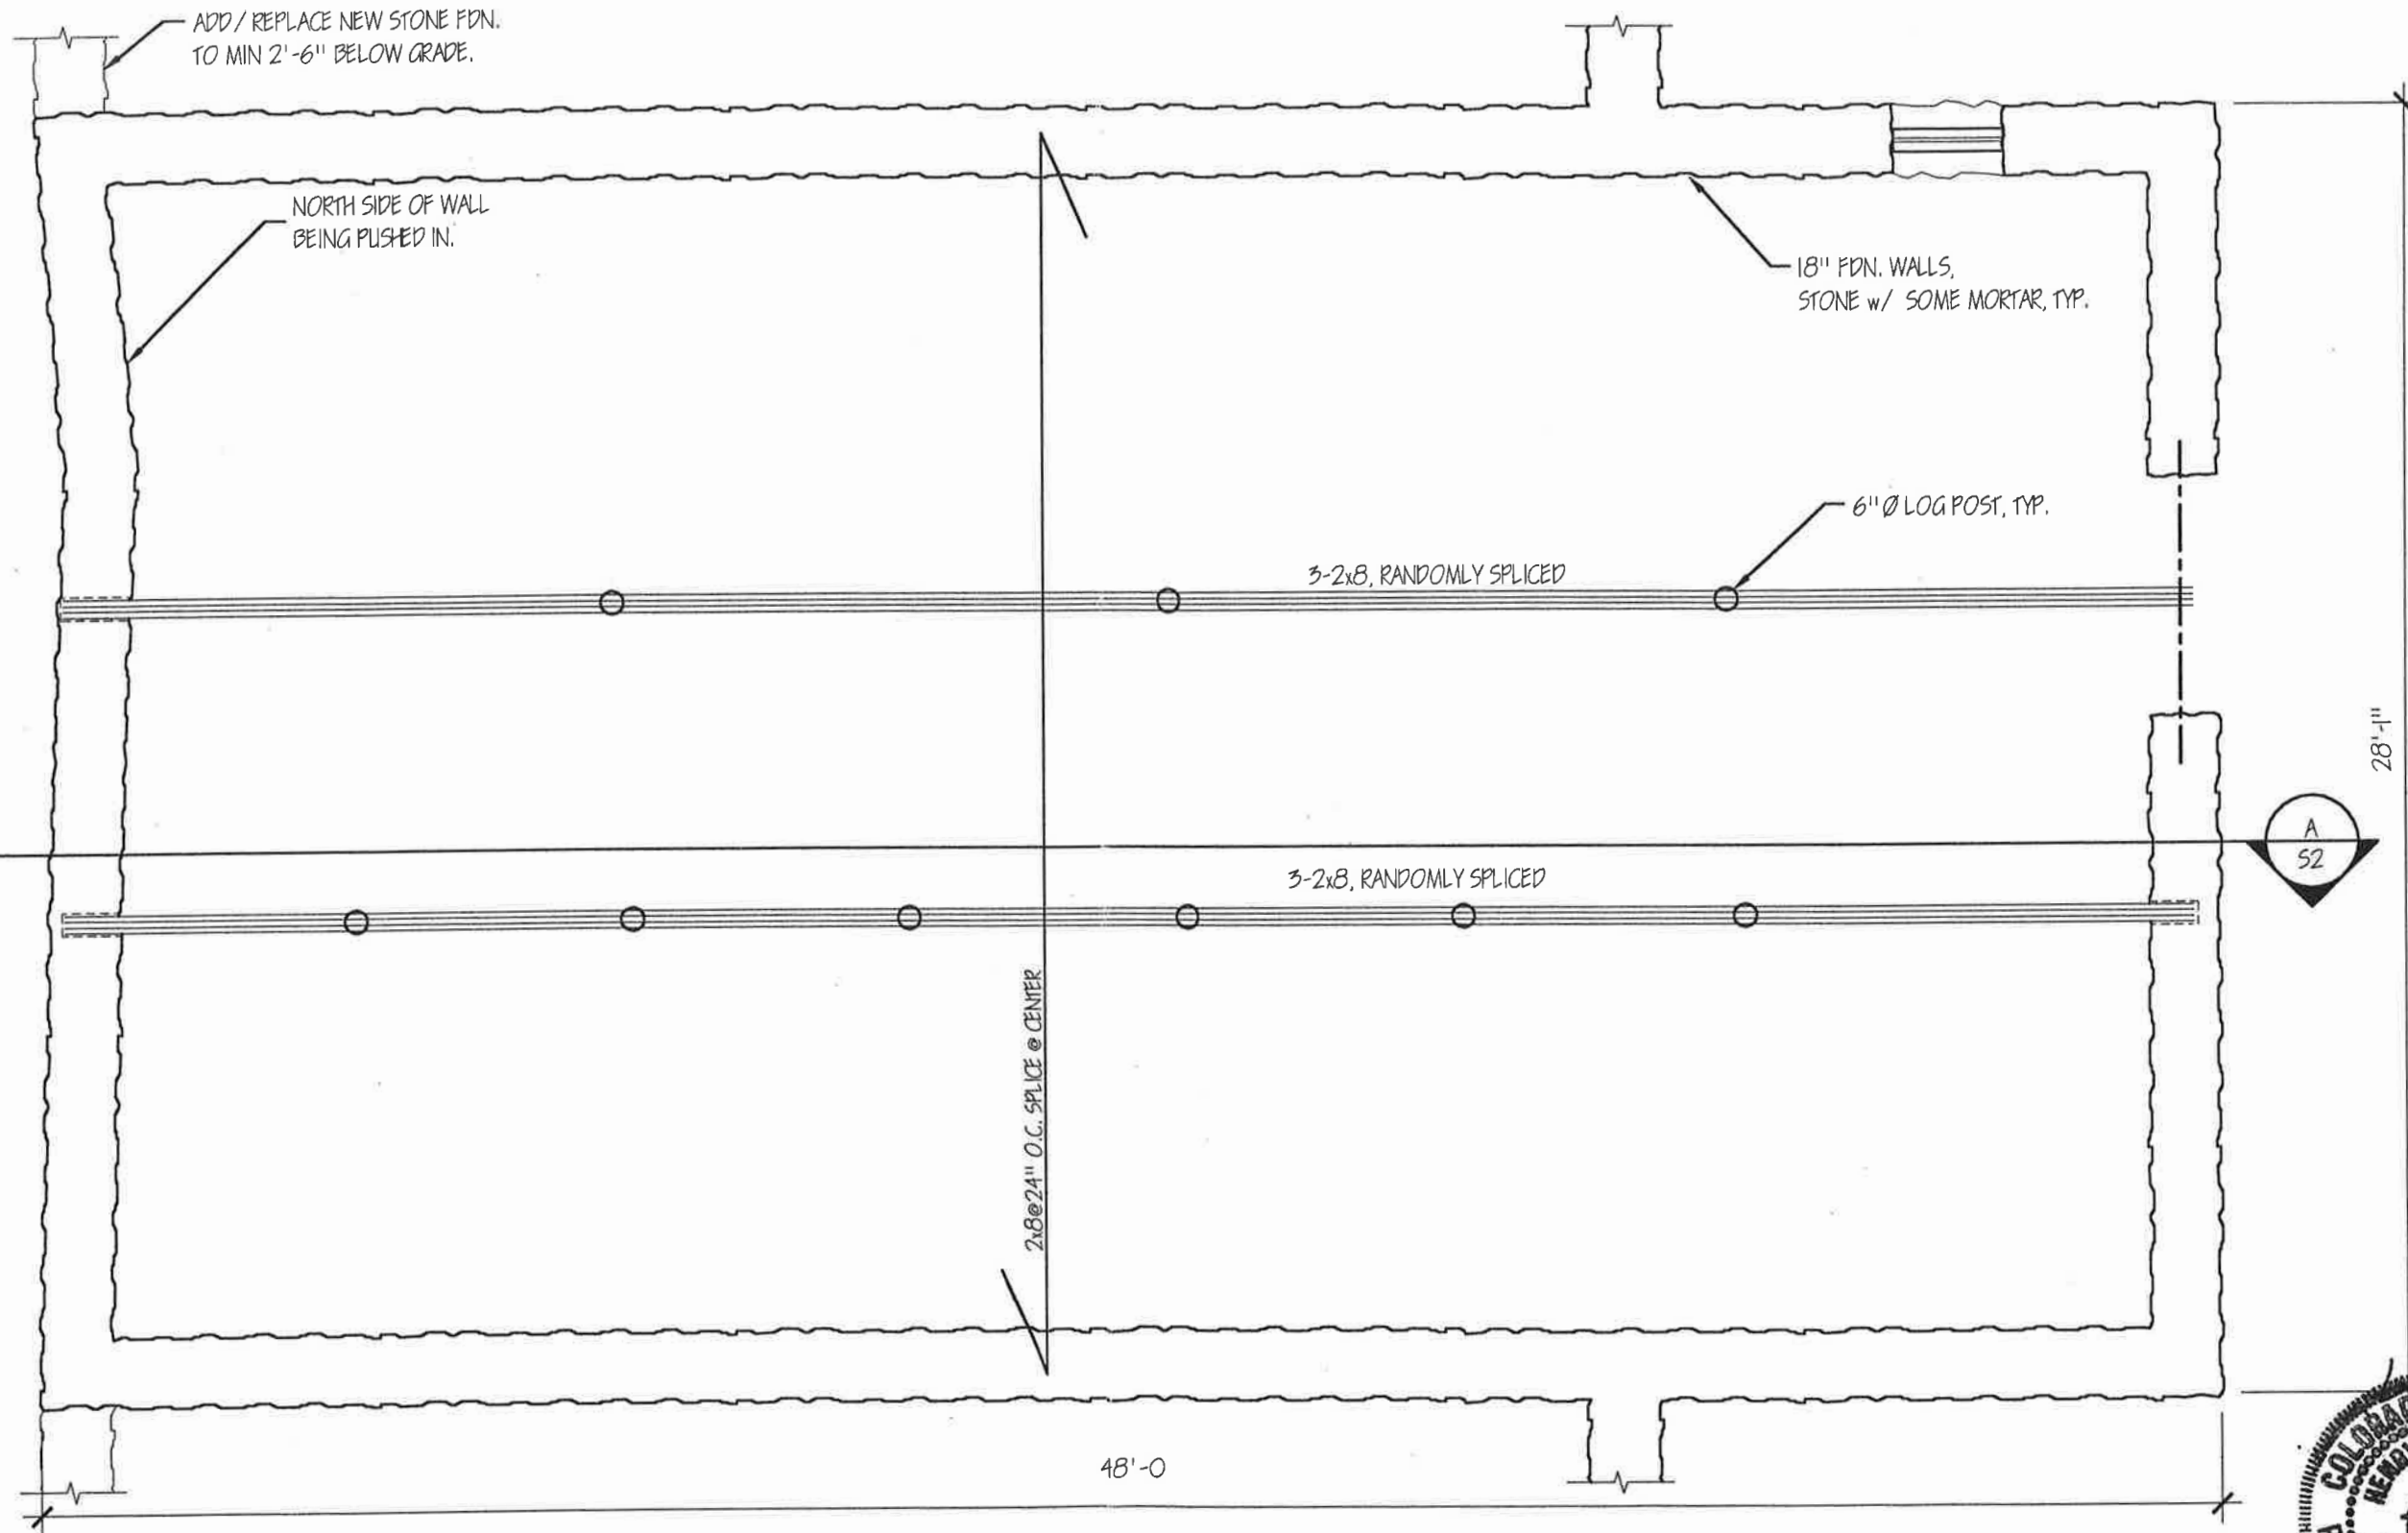 ADD/ REPLACE NEW STONE FDN.
TO MIN 2'-6" BELOW GRADE.
NORTH SIDE OF WALL
BEING PUSHED IN.
18" FDN. WALLS,
STONE w/ SOME MORTAR, TYP.
6"Ø LOG POST, TYP.
3-2x8, RANDOMLY SPLICED
28'-1"
A
S2
3-2x8, RANDOMLY SPLICED
2x8@24" O.C. SPLICE @ CENTER
48'-0